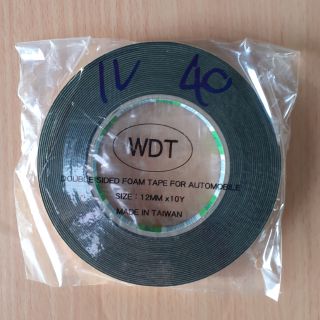 IV 40
WDT
DOUBLE SIDED FOAM TAPE FOR AUTOMOBILE
SIZE : 12MM x10Y
MADE IN TAIWAN